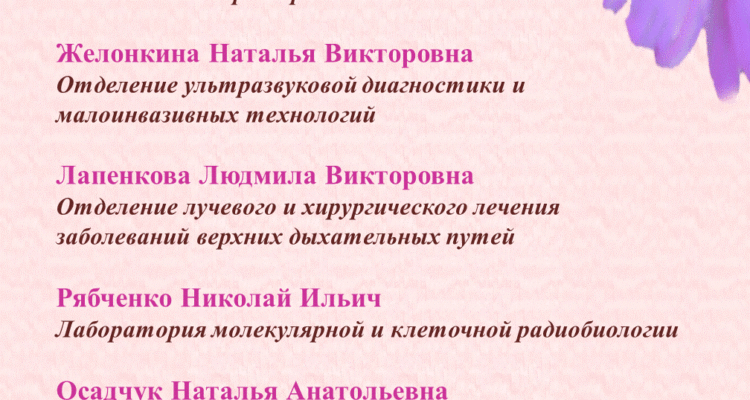 Желонкина Наталья Викторовна
Отделение ультразвуковой диагностики и
малоинвазивных технологий
Лапенкова Людмила Викторовна
Отделение лучевого и хирургического лечения
заболеваний верхних дыхательных путей
Рябченко Николай Ильич
Лаборатория молекулярной и клеточной радиобиологии
Осадчук Наталья Анатольевна